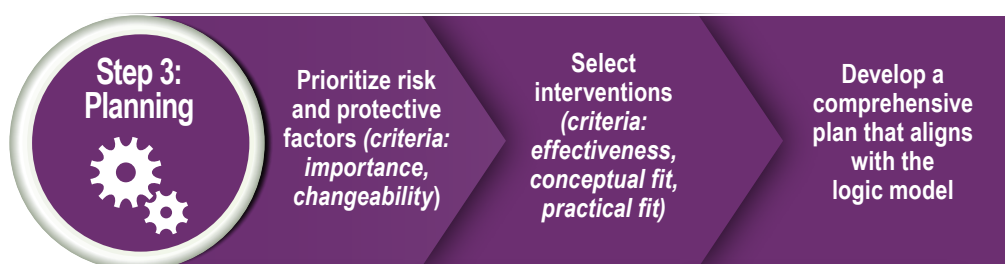 Step 3:
Planning
Prioritize risk
and protective
factors (criteria:
importance,
changeability)
Select
interventions
(criteria:
effectiveness,
conceptual fit,
practical fit)
Develop a
comprehensive
plan that aligns
with the
logic model